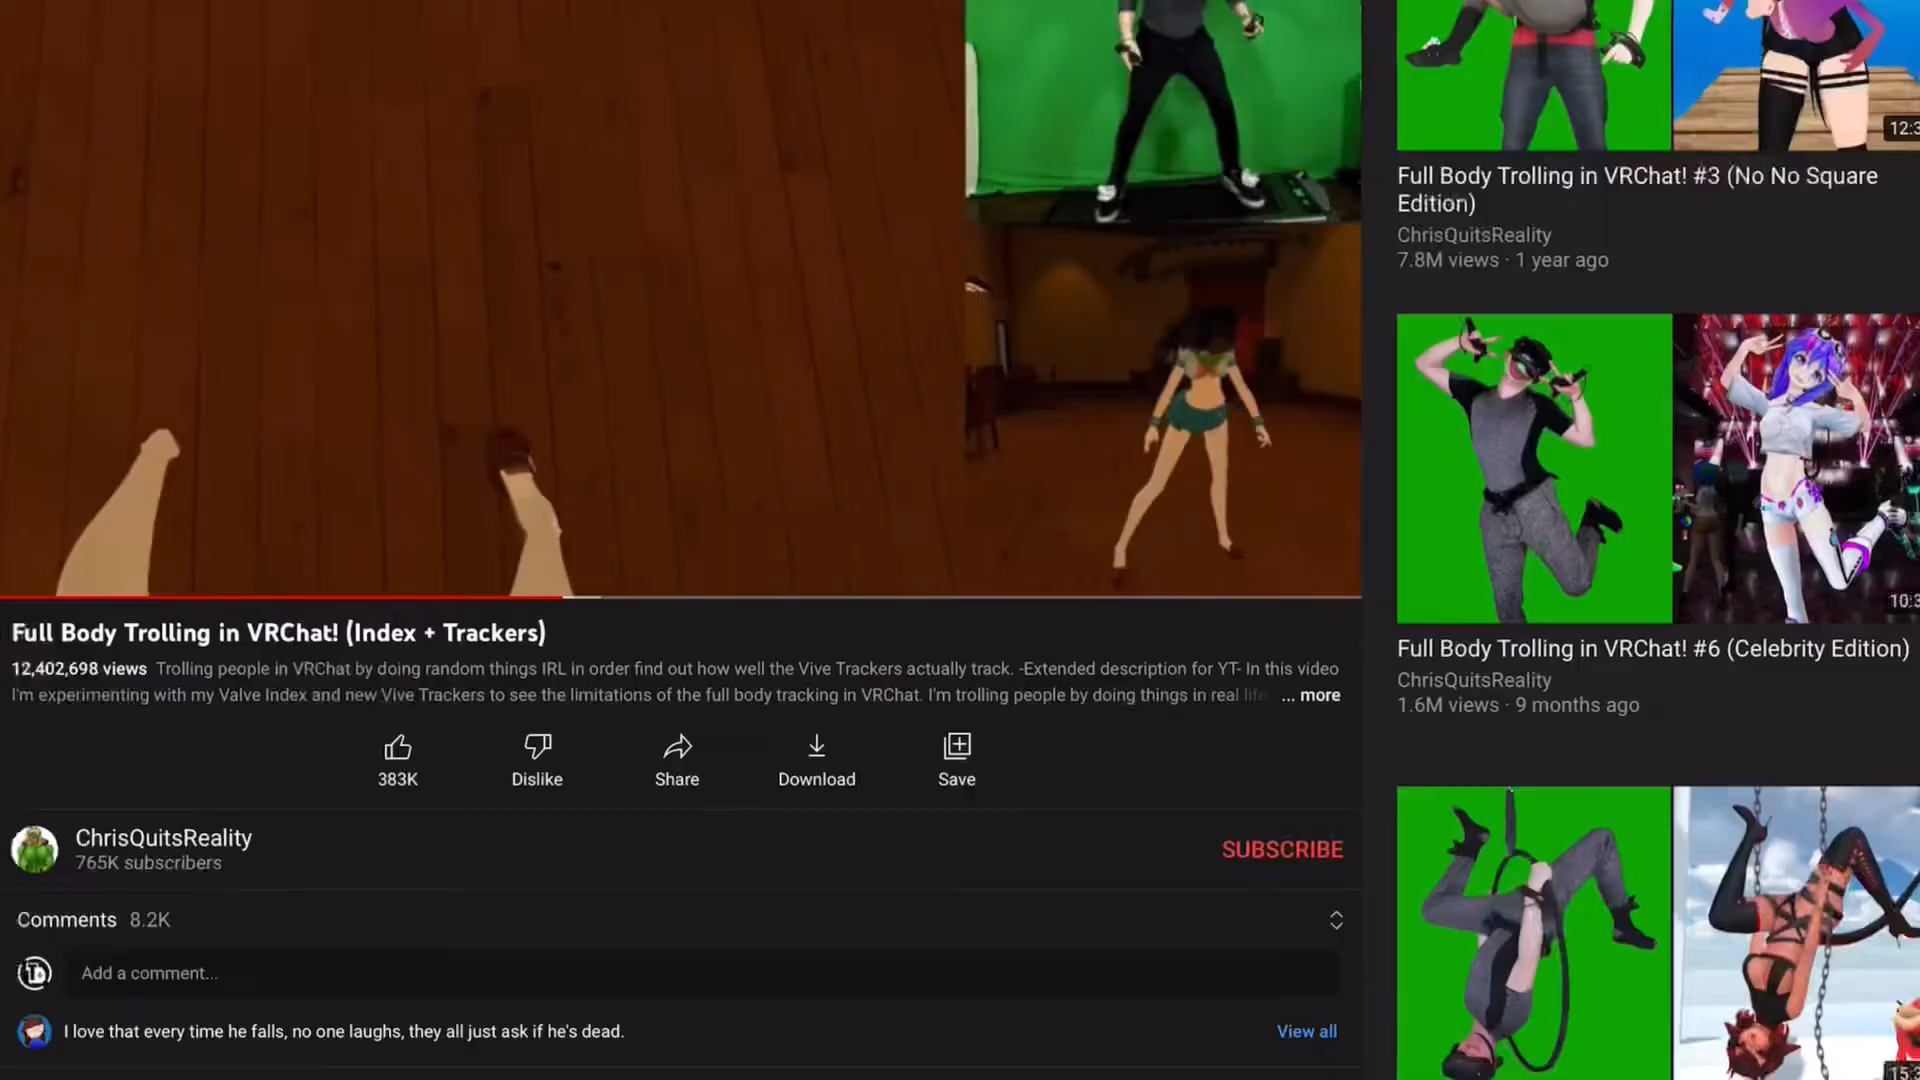 Full Body Trolling in VRChat! (Index + Trackers)
12,402,698 views Trolling people in VRChat by doing random things IRL in order find out how well the Vive Trackers actually track. -Extended description for YT- In this video
I'm experimenting with my Valve Index and new Vive Trackers to see the limitations of the full body tracking in VRChat. I'm trolling people by doing things in real life ... more
383K
Dislike
Share
Download
Save
ChrisQuitsReality
765K subscribers
SUBSCRIBE
Comments 8.2K
Add a comment...
I love that every time he falls, no one laughs, they all just ask if he's dead.
View all
12:3
Full Body Trolling in VRChat! #3 (No No Square
Edition)
ChrisQuitsReality
7.8M views · 1 year ago
10:3
Full Body Trolling in VRChat! #6 (Celebrity Edition)
ChrisQuitsReality
1.6M views · 9 months ago
15:3